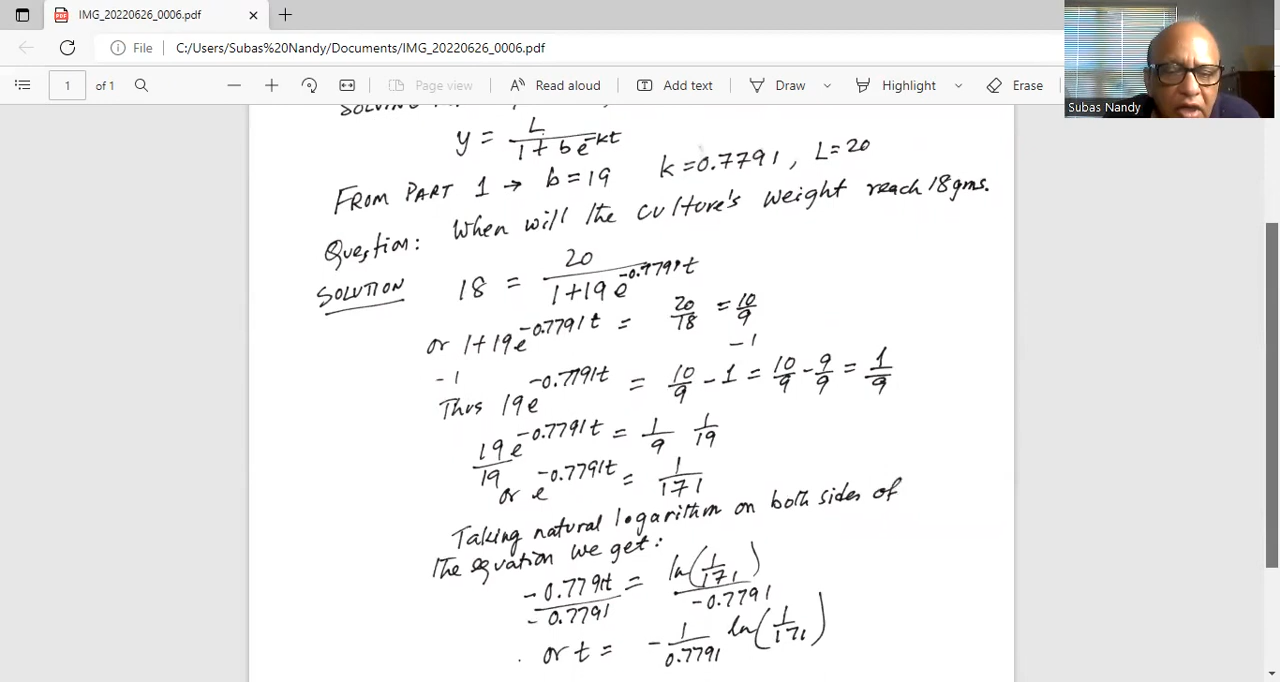 IMG_20220626_0006.pdf
File C:/Users/Subas%20Nandy/Documents/IMG_20220626_0006.pdf
1 of 1 Page view Read aloud Add text Draw Highlight Erase
Subas Nandy
SOLVING
y = L / (1 + be^-kt)
FROM PART 1 → b = 19 k = 0.7791, L = 20
Question: When will the culture's weight reach 18 gms.
SOLUTION 18 = 20 / (1+19e^-0.7791t)
or 1+19e^-0.7791t = 20/18 = 10/9
-1 -1
Thus 19e^-0.7791t = 10/9 - 1 = 10/9 - 9/9 = 1/9
19e^-0.7791t / 19 = 1/9 1/19
or e^-0.7791t = 1/171
Taking natural logarithm on both sides of
the equation we get:
-0.7791t / -0.7791 = ln(1/171) / -0.7791
or t = - 1/0.7791 ln(1/171)